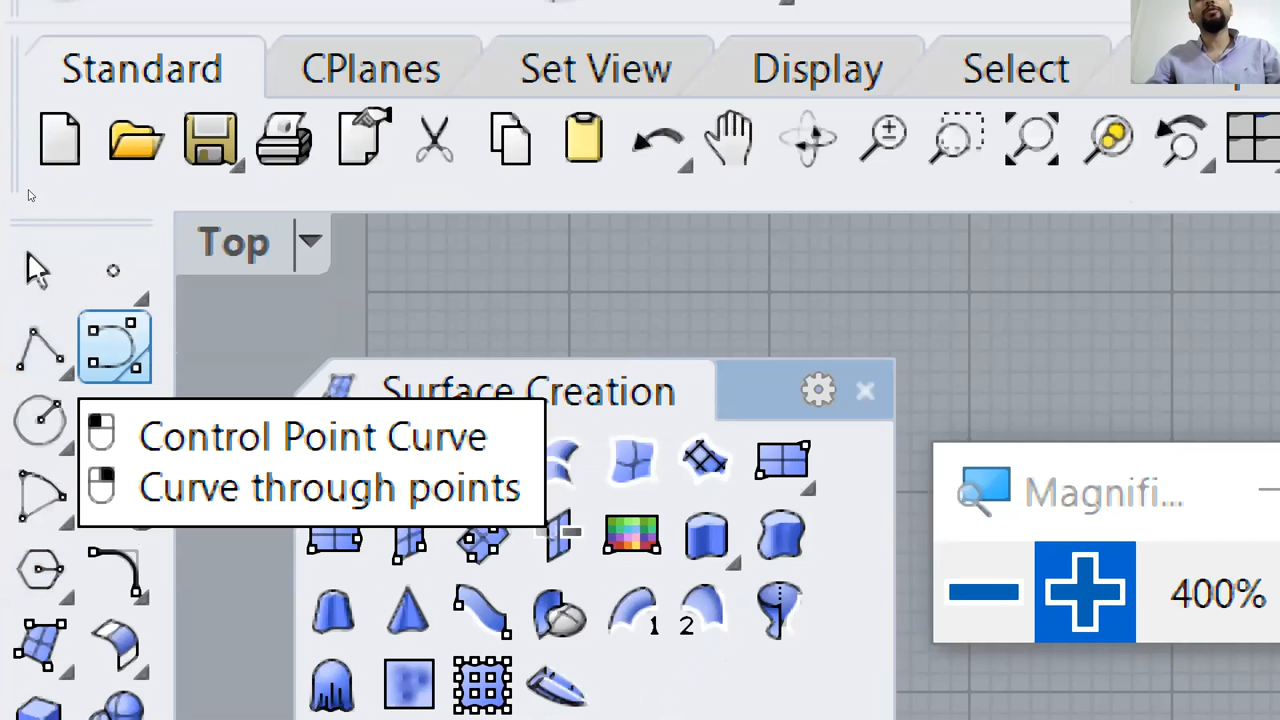 Standard CPlanes Set View Display Select
Top
Surface Creation
Control Point Curve
Curve through points
Magnifi...
400%
1 2